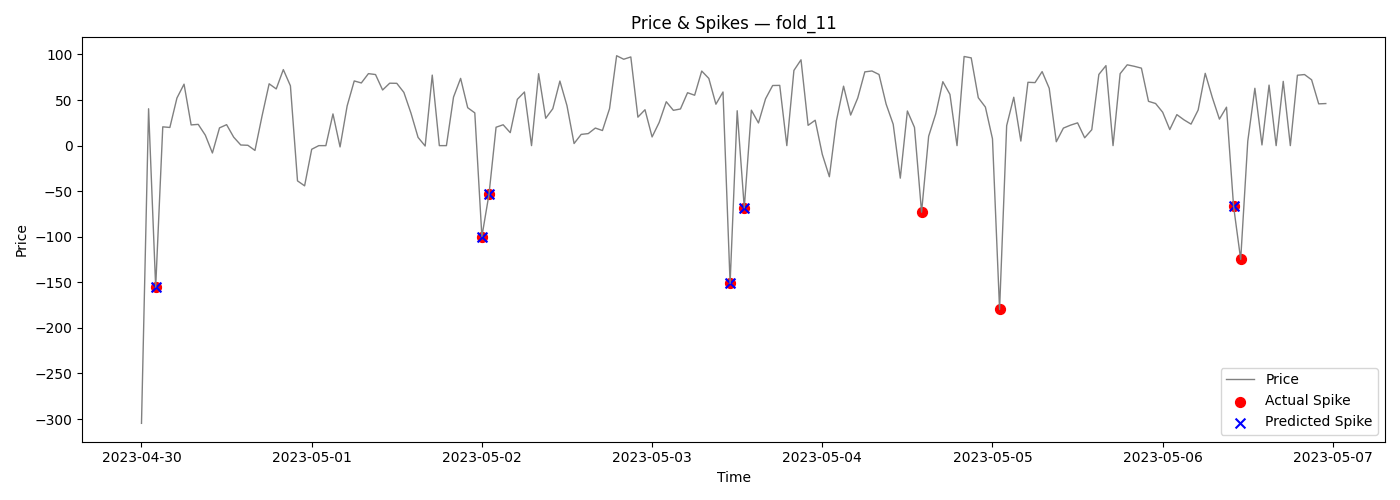 Price & Spikes — fold_11
100
50
0
−50
−100
−150
−200
−250
−300
Price
Price
Actual Spike
Predicted Spike
2023-04-30
2023-05-01
2023-05-02
2023-05-03
2023-05-04
2023-05-05
2023-05-06
2023-05-07
Time